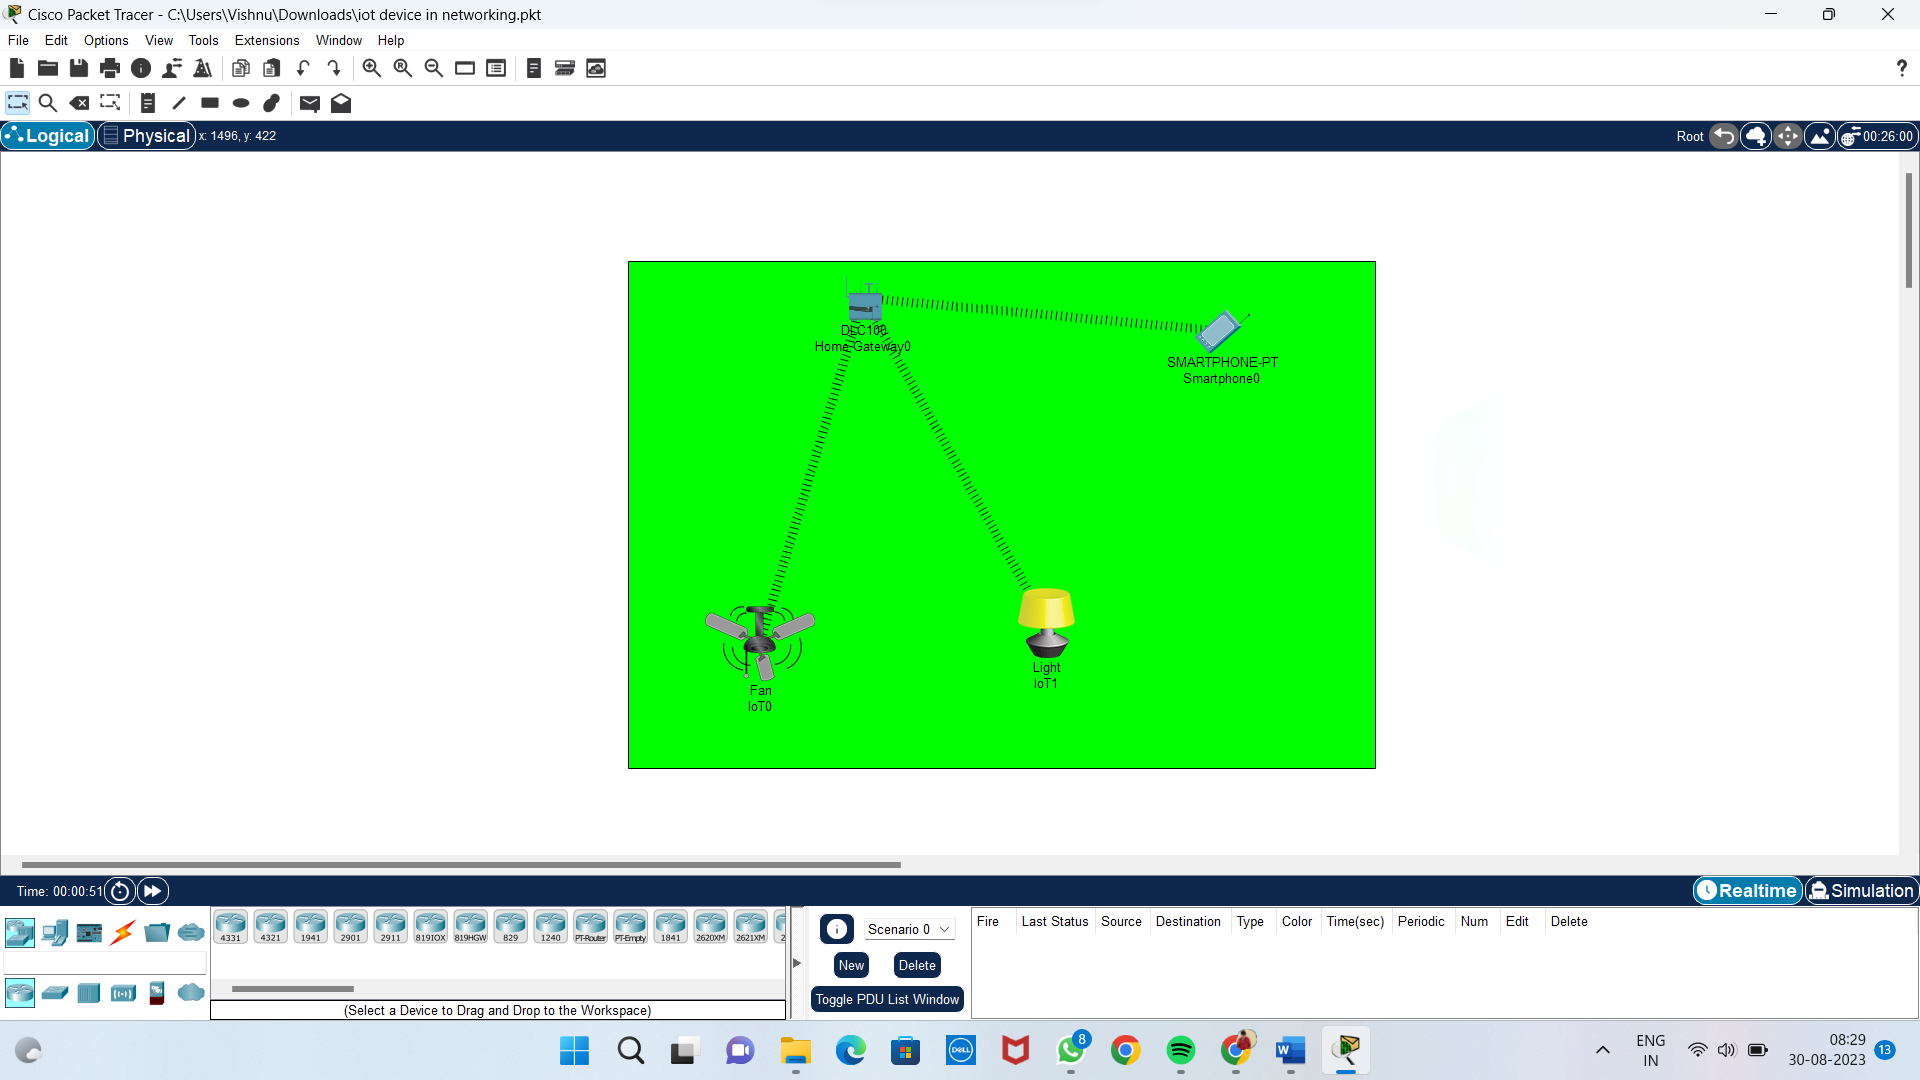 Cisco Packet Tracer - C:\Users\Vishnu\Downloads\iot device in networking.pkt
File Edit Options View Tools Extensions Window Help
?
Logical Physical x: 1496, y: 422 Root 00:26:00
DLC100
Home Gateway0
SMARTPHONE-PT
Smartphone0
Light
IoT1
Fan
IoT0
Time: 00:00:51 Realtime Simulation
4331 4321 1941 2901 2911 819IOX 819HGW 829 1240 PT-Router PT-Empty 1841 2620XM 2621XM 2
Scenario 0
New Delete
Toggle PDU List Window
Fire Last Status Source Destination Type Color Time(sec) Periodic Num Edit Delete
(Select a Device to Drag and Drop to the Workspace)
DELL
8
W
ENG
IN
08:29
30-08-2023
13